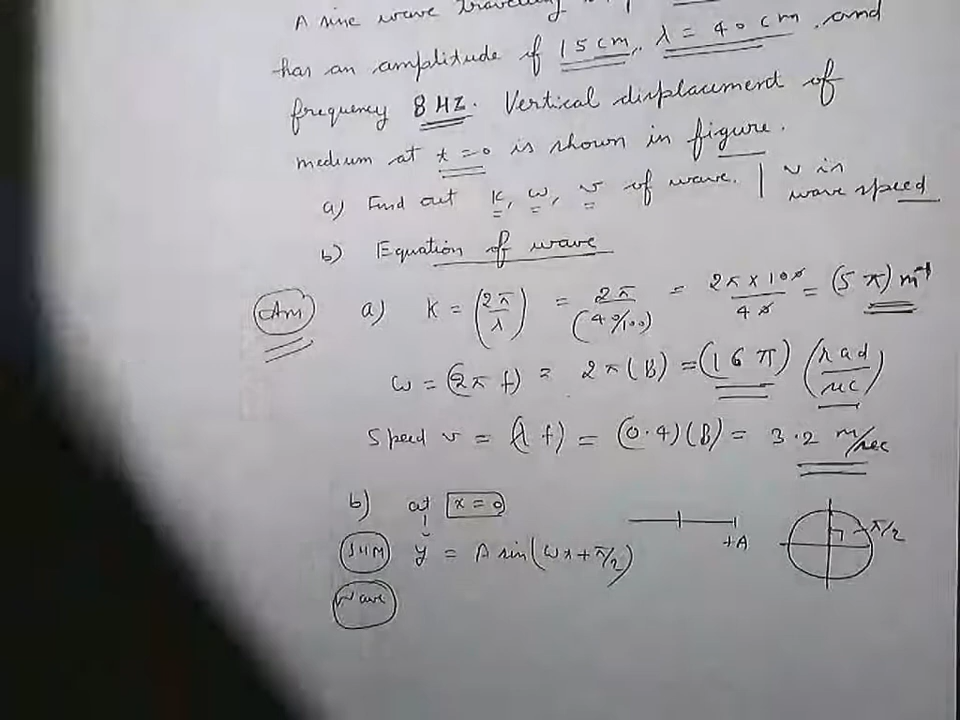 A sine wave travelling
has an amplitude of 15 cm, λ = 40 cm, and
frequency 8 HZ. Vertical displacement of
medium at t = 0 is shown in figure.
a) Find out k, ω, v of wave. | v is wave speed
b) Equation of wave
Ans a) K = (2π/λ) = 2π/(40/100) = 2π x 100/40 = (5π) m⁻¹
ω = (2π f) = 2π(8) = (16 π) (rad/sec)
Speed v = (λ f) = (0.4)(8) = 3.2 m/sec
b) at x = 0
+A π/2
SHM y = A sin(ωt + π/2)
Wave